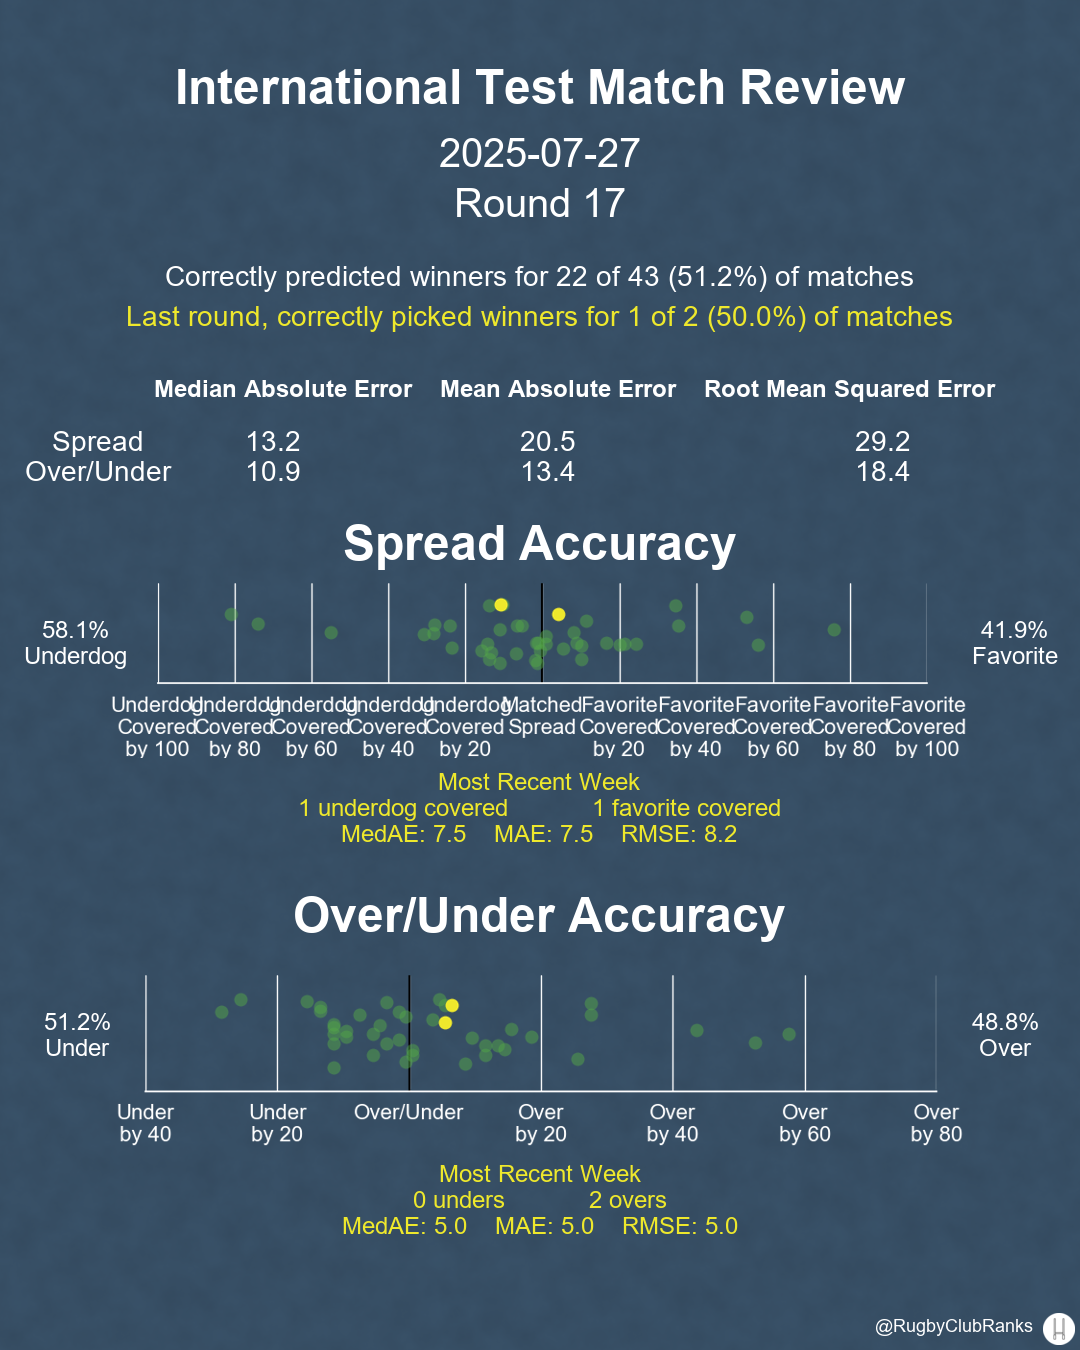 International Test Match Review
2025-07-27
Round 17
Correctly predicted winners for 22 of 43 (51.2%) of matches
Last round, correctly picked winners for 1 of 2 (50.0%) of matches
Median Absolute Error Mean Absolute Error Root Mean Squared Error
Spread 13.2 20.5 29.2
Over/Under 10.9 13.4 18.4
Spread Accuracy
58.1% 41.9%
Underdog Favorite
Underdog Underdog Underdog Underdog Underdog Matched Favorite Favorite Favorite Favorite Favorite
Covered Covered Covered Covered Covered Spread Covered Covered Covered Covered Covered
by 100 by 80 by 60 by 40 by 20 by 20 by 40 by 60 by 80 by 100
Most Recent Week
1 underdog covered 1 favorite covered
MedAE: 7.5 MAE: 7.5 RMSE: 8.2
Over/Under Accuracy
51.2% 48.8%
Under Over
Under Under Over/Under Over Over Over Over
by 40 by 20 by 20 by 40 by 60 by 80
Most Recent Week
0 unders 2 overs
MedAE: 5.0 MAE: 5.0 RMSE: 5.0
@RugbyClubRanks